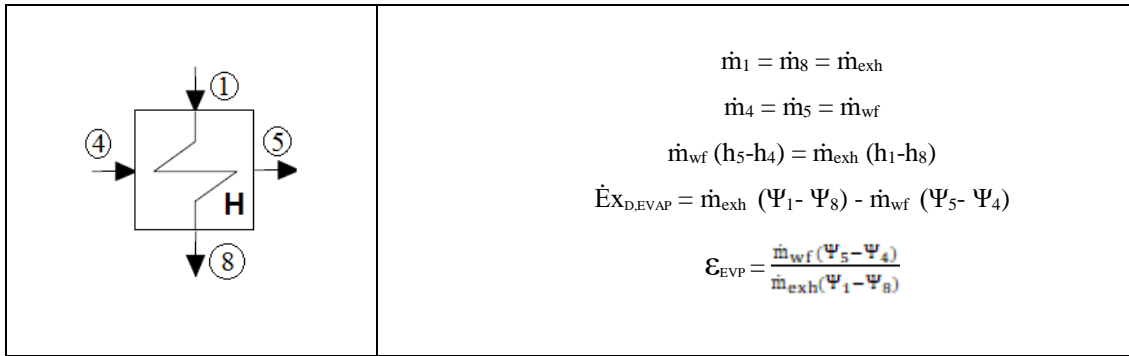 ①
④
⑤
H
⑧
ṁ₁ = ṁ₈ = ṁexh
ṁ₄ = ṁ₅ = ṁwf
ṁwf (h₅-h₄) = ṁexh (h₁-h₈)
ĖxD,EVAP = ṁexh (Ψ₁- Ψ₈) - ṁwf (Ψ₅- Ψ₄)
ƐEVP = ṁwf(Ψ₅−Ψ₄)
ṁexh(Ψ₁−Ψ₈)